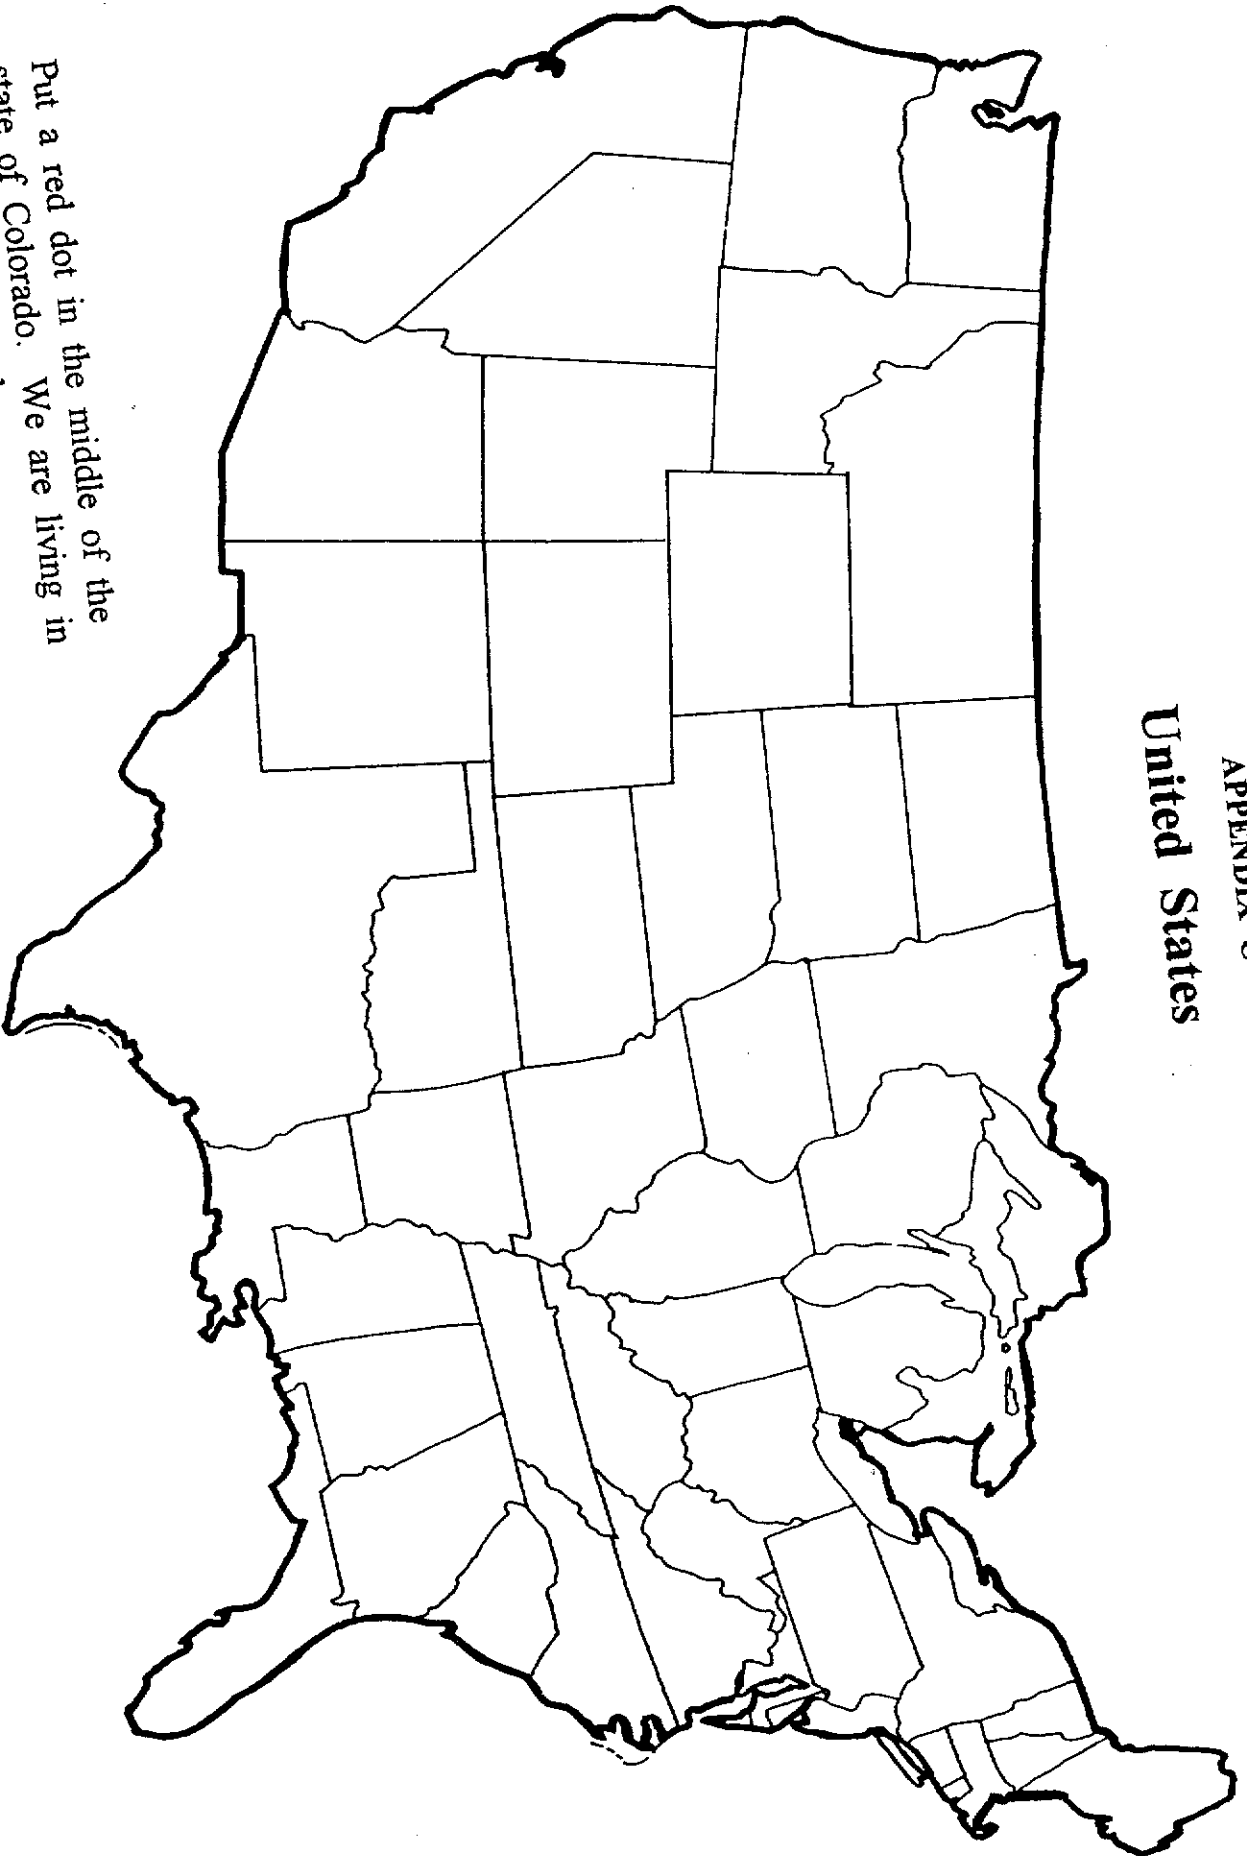 APPENDIX
United States
Put a red dot in the middle of the
state of Colorado. We are living in